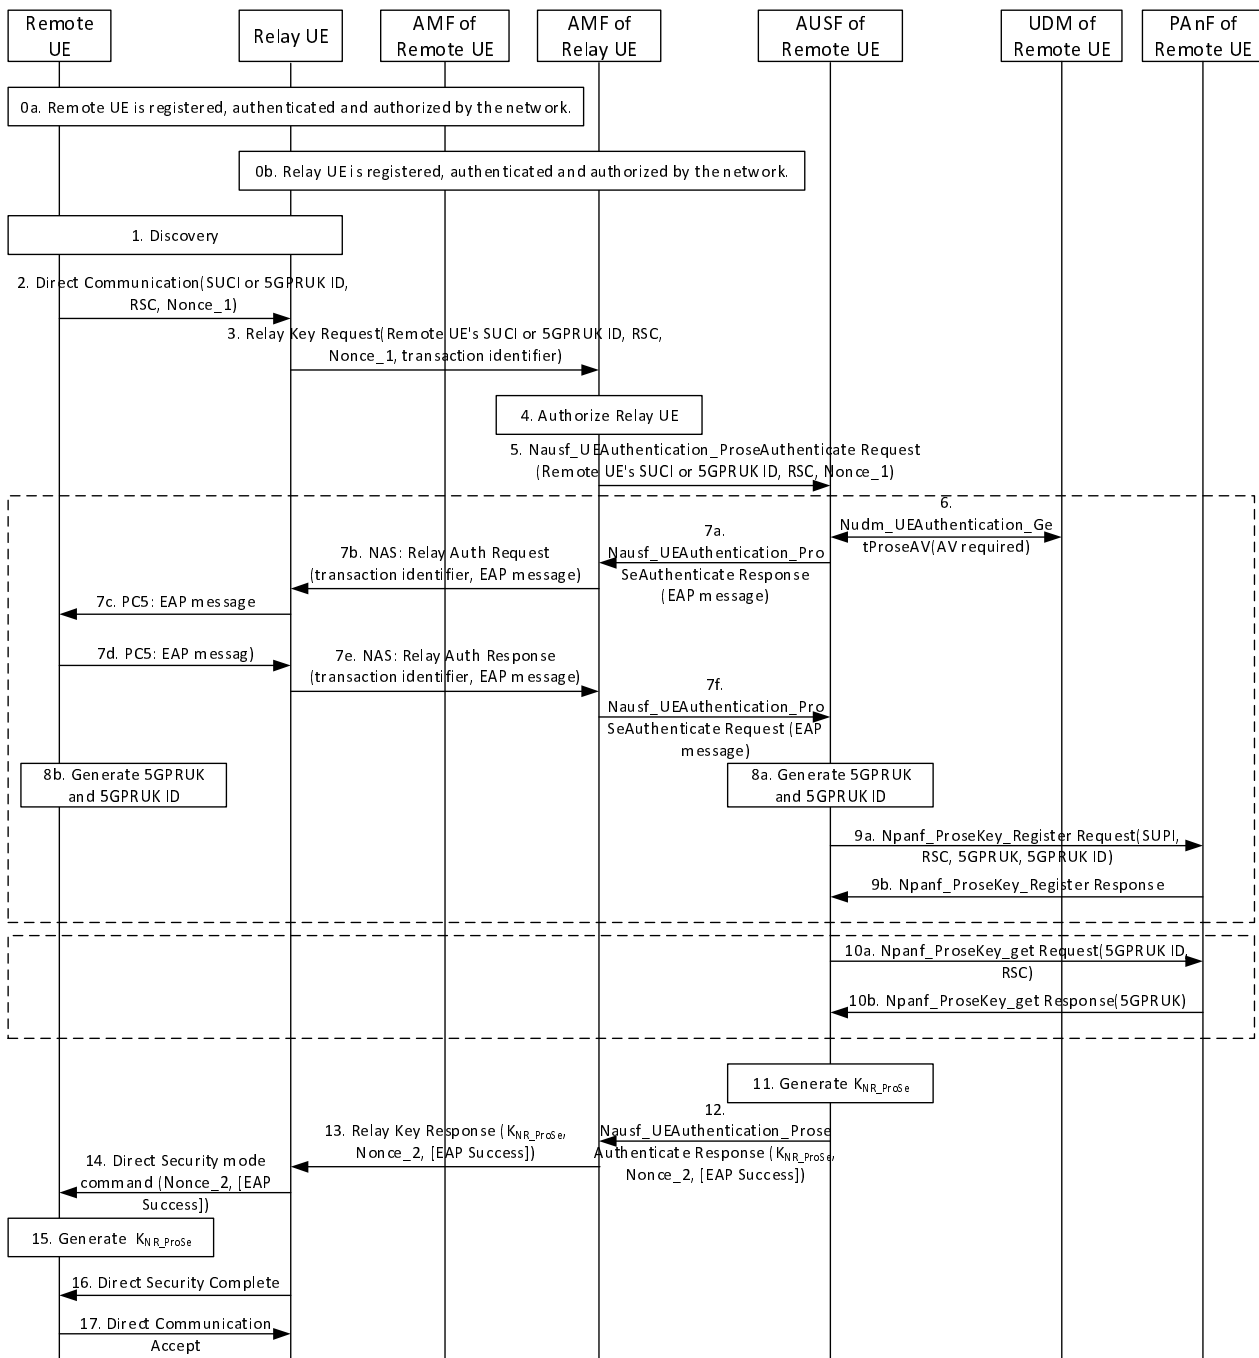 Remote
UE
Relay UE
AMF of
Remote UE
AMF of
Relay UE
AUSF of
Remote UE
UDM of
Remote UE
PAnF of
Remote UE
0a. Remote UE is registered, authenticated and authorized by the network.
0b. Relay UE is registered, authenticated and authorized by the network.
1. Discovery
2. Direct Communication(SUCI or 5GPRUK ID,
RSC, Nonce_1)
3. Relay Key Request(Remote UE's SUCI or 5GPRUK ID, RSC,
Nonce_1, transaction identifier)
4. Authorize Relay UE
5. Nausf_UEAuthentication_ProseAuthenticate Request
(Remote UE's SUCI or 5GPRUK ID, RSC, Nonce_1)
6.
Nudm_UEAuthentication_Ge
tProseAV(AV required)
7a.
Nausf_UEAuthentication_Pro
SeAuthenticate Response
(EAP message)
7b. NAS: Relay Auth Request
(transaction identifier, EAP message)
7c. PC5: EAP message
7d. PC5: EAP messag)
7e. NAS: Relay Auth Response
(transaction identifier, EAP message)
7f.
Nausf_UEAuthentication_Pro
SeAuthenticate Request (EAP
message)
8b. Generate 5GPRUK
and 5GPRUK ID
8a. Generate 5GPRUK
and 5GPRUK ID
9a. Npanf_ProseKey_Register Request(SUPI,
RSC, 5GPRUK, 5GPRUK ID)
9b. Npanf_ProseKey_Register Response
10a. Npanf_ProseKey_get Request(5GPRUK ID,
RSC)
10b. Npanf_ProseKey_get Response(5GPRUK)
11. Generate KNR_ProSe
12.
Nausf_UEAuthentication_Prose
Authenticate Response (KNR_ProSe,
Nonce_2, [EAP Success])
13. Relay Key Response (KNR_ProSe,
Nonce_2, [EAP Success])
14. Direct Security mode
command (Nonce_2, [EAP
Success])
15. Generate KNR_ProSe
16. Direct Security Complete
17. Direct Communication
Accept